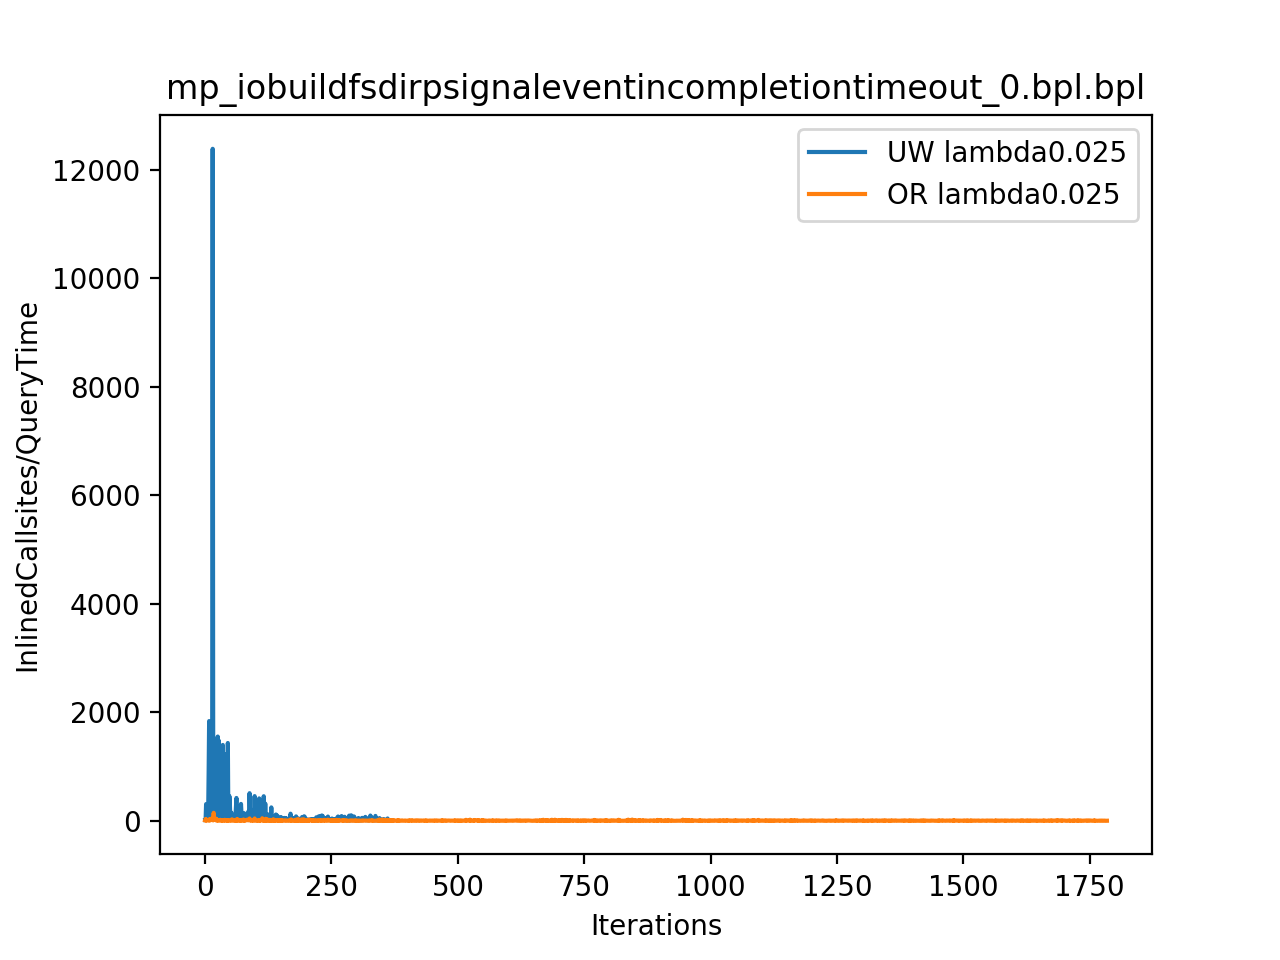 mp_iobuildfsdirpsignaleventincompletiontimeout_0.bpl.bpl
UW lambda0.025
OR lambda0.025
InlinedCallsites/QueryTime
12000
10000
8000
6000
4000
2000
0
0 250 500 750 1000 1250 1500 1750
Iterations